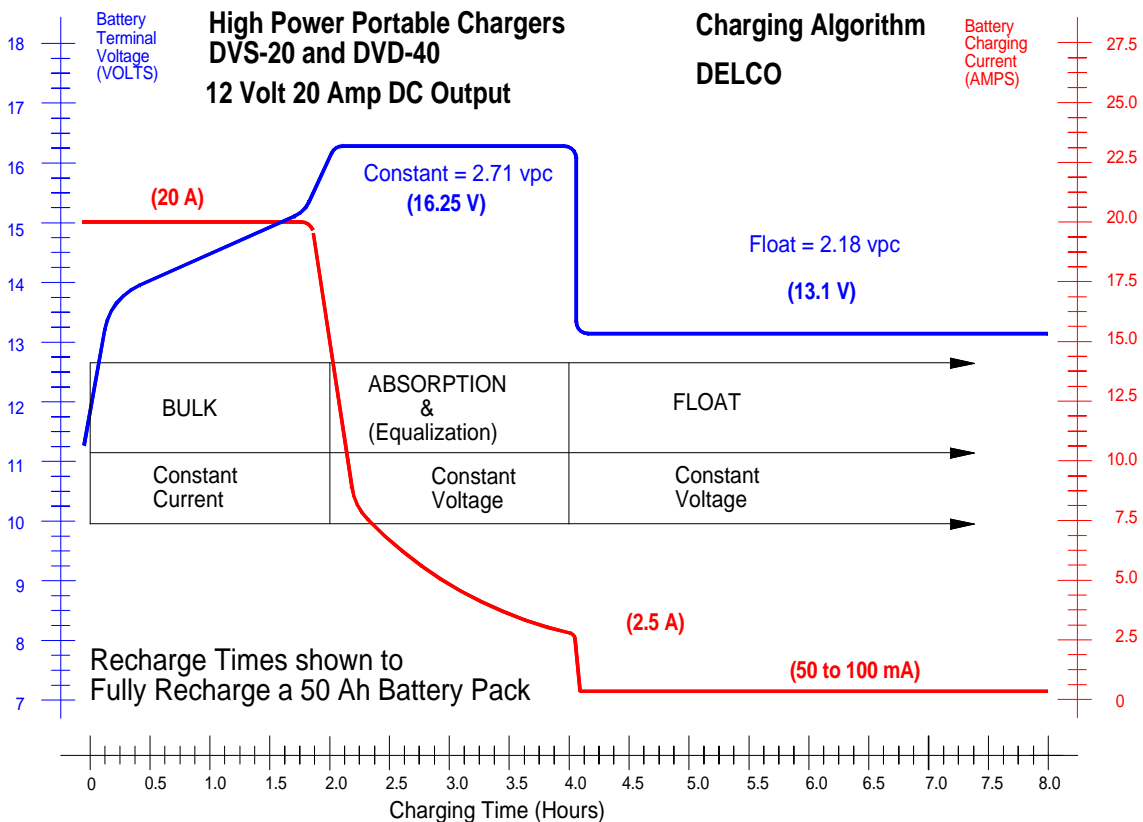 Battery
Terminal
Voltage
(VOLTS)
High Power Portable Chargers
DVS-20 and DVD-40
12 Volt 20 Amp DC Output
Charging Algorithm
DELCO
Battery
Charging
Current
(AMPS)
18
17
16
15
14
13
12
11
10
9
8
7
27.5
25.0
22.5
20.0
17.5
15.0
12.5
10.0
7.5
5.0
2.5
0
(20 A)
Constant = 2.71 vpc
(16.25 V)
Float = 2.18 vpc
(13.1 V)
BULK
ABSORPTION
&
(Equalization)
FLOAT
Constant
Current
Constant
Voltage
Constant
Voltage
(2.5 A)
(50 to 100 mA)
Recharge Times shown to
Fully Recharge a 50 Ah Battery Pack
0 0.5 1.0 1.5 2.0 2.5 3.0 3.5 4.0 4.5 5.0 5.5 6.0 6.5 7.0 7.5 8.0
Charging Time (Hours)